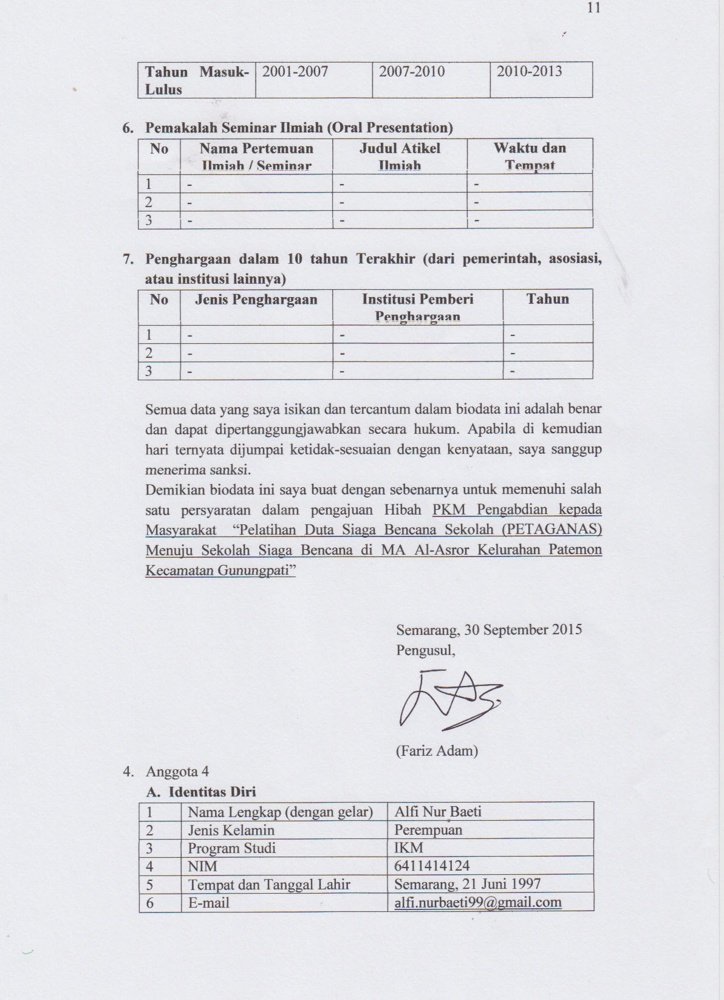 11
Tahun Masuk- 2001-2007 2007-2010 2010-2013
Lulus
6. Pemakalah Seminar Ilmiah (Oral Presentation)
No Nama Pertemuan Judul Atikel Waktu dan
Ilmiah / Seminar Ilmiah Tempat
1 - - -
2 - - -
3 - - -
7. Penghargaan dalam 10 tahun Terakhir (dari pemerintah, asosiasi,
atau institusi lainnya)
No Jenis Penghargaan Institusi Pemberi Tahun
Penghargaan
1 - - -
2 - - -
3 - - -
Semua data yang saya isikan dan tercantum dalam biodata ini adalah benar
dan dapat dipertanggungjawabkan secara hukum. Apabila di kemudian
hari ternyata dijumpai ketidak-sesuaian dengan kenyataan, saya sanggup
menerima sanksi.
Demikian biodata ini saya buat dengan sebenarnya untuk memenuhi salah
satu persyaratan dalam pengajuan Hibah PKM Pengabdian kepada
Masyarakat “Pelatihan Duta Siaga Bencana Sekolah (PETAGANAS)
Menuju Sekolah Siaga Bencana di MA Al-Asror Kelurahan Patemon
Kecamatan Gunungpati”
Semarang, 30 September 2015
Pengusul,
(Fariz Adam)
4. Anggota 4
A. Identitas Diri
1 Nama Lengkap (dengan gelar) Alfi Nur Baeti
2 Jenis Kelamin Perempuan
3 Program Studi IKM
4 NIM 6411414124
5 Tempat dan Tanggal Lahir Semarang, 21 Juni 1997
6 E-mail alfi.nurbaeti99@gmail.com